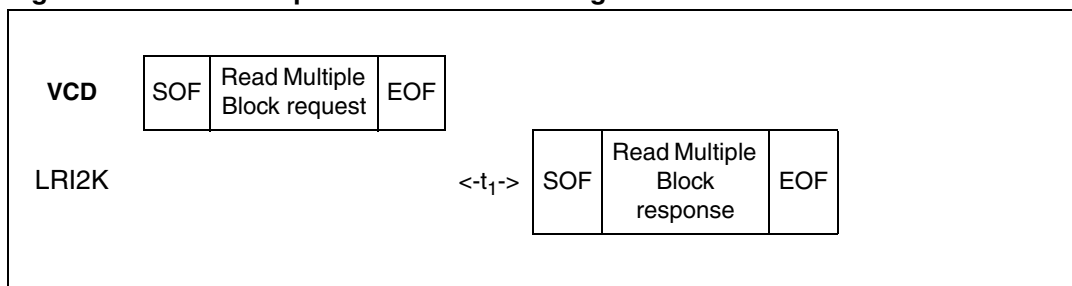 VCD
SOF
Read Multiple
Block request
EOF
LRI2K
<-t₁->
SOF
Read Multiple
Block
response
EOF